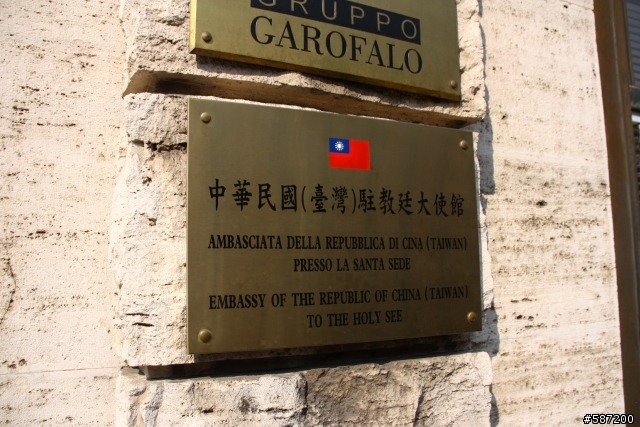 GRUPPO
GAROFALO
中華民國(臺灣)駐教廷大使館
AMBASCIATA DELLA REPUBBLICA DI CINA (TAIWAN)
PRESSO LA SANTA SEDE
EMBASSY OF THE REPUBLIC OF CHINA (TAIWAN)
TO THE HOLY SEE
#587200